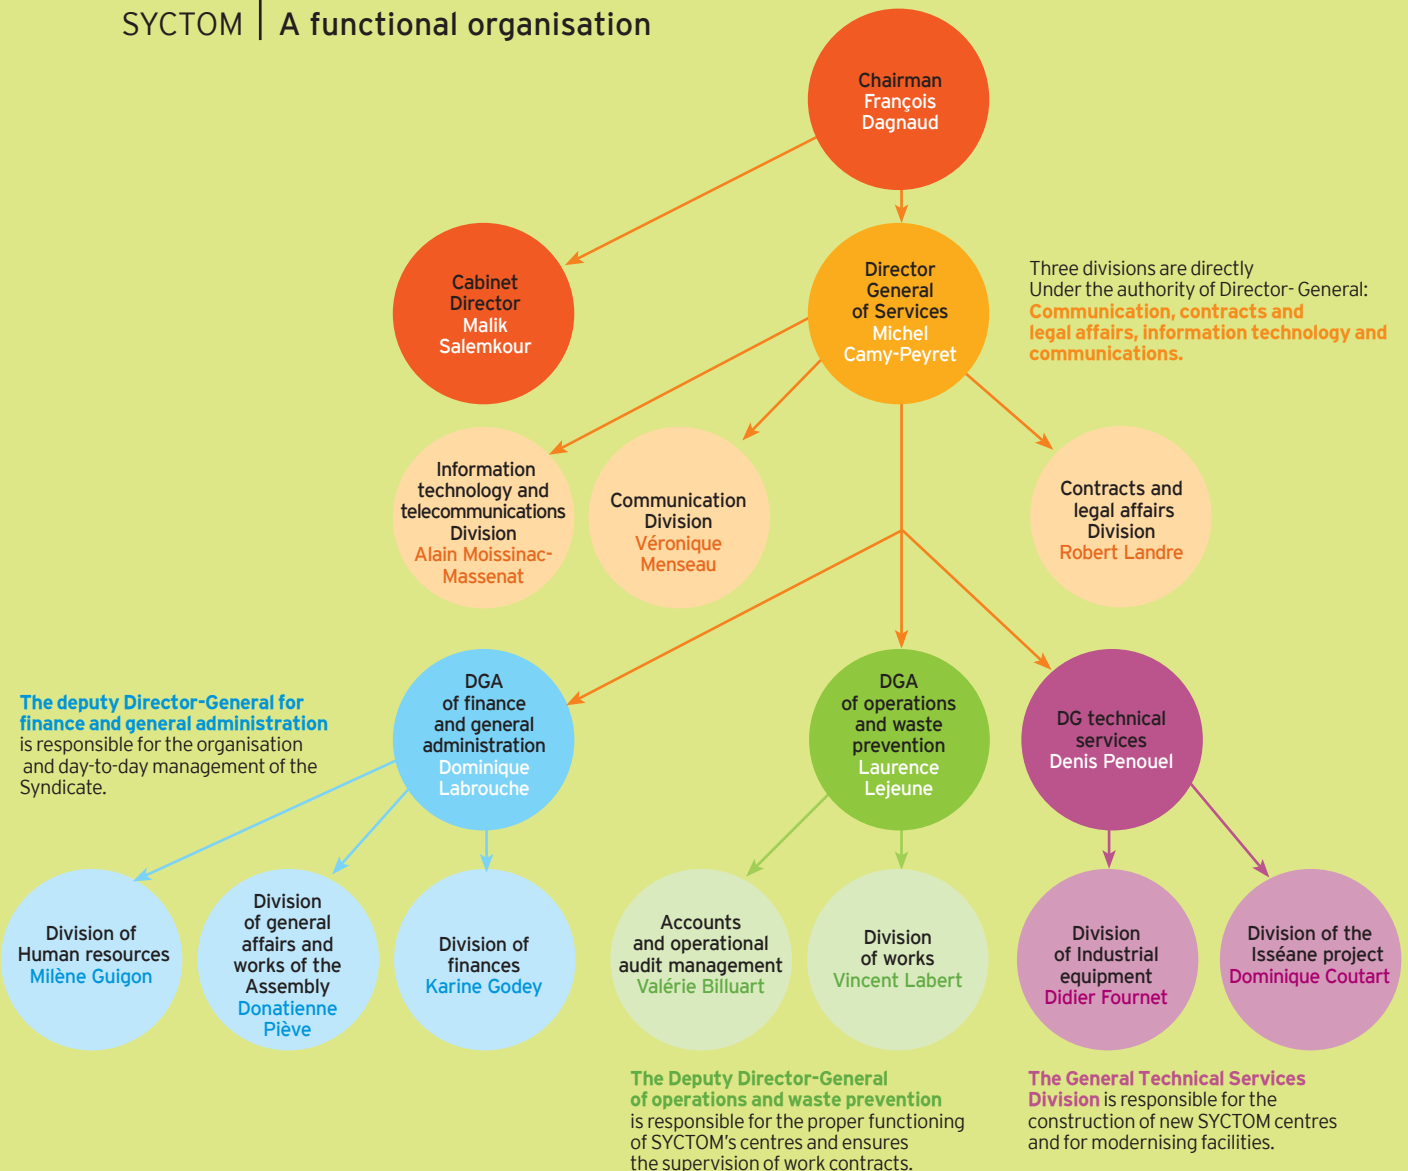 SYCTOM | A functional organisation
Chairman
François
Dagnaud
Cabinet
Director
Malik
Salemkour
Director
General
of Services
Michel
Camy-Peyret
Three divisions are directly
Under the authority of Director- General:
Communication, contracts and
legal affairs, information technology and
communications.
Information
technology and
telecommunications
Division
Alain Moissinac-
Massenat
Communication
Division
Véronique
Menseau
Contracts and
legal affairs
Division
Robert Landre
The deputy Director-General for
finance and general administration
is responsible for the organisation
and day-to-day management of the
Syndicate.
DGA
of finance
and general
administration
Dominique
Labrouche
DGA
of operations
and waste
prevention
Laurence
Lejeune
DG technical
services
Denis Penouel
Division of
Human resources
Milène Guigon
Division
of general
affairs and
works of the
Assembly
Donatienne
Piève
Division of
finances
Karine Godey
Accounts
and operational
audit management
Valérie Billuart
Division
of works
Vincent Labert
Division
of Industrial
equipment
Didier Fournet
Division of the
Isséane project
Dominique Coutart
The Deputy Director-General
of operations and waste prevention
is responsible for the proper functioning
of SYCTOM's centres and ensures
the supervision of work contracts.
The General Technical Services
Division is responsible for the
construction of new SYCTOM centres
and for modernising facilities.